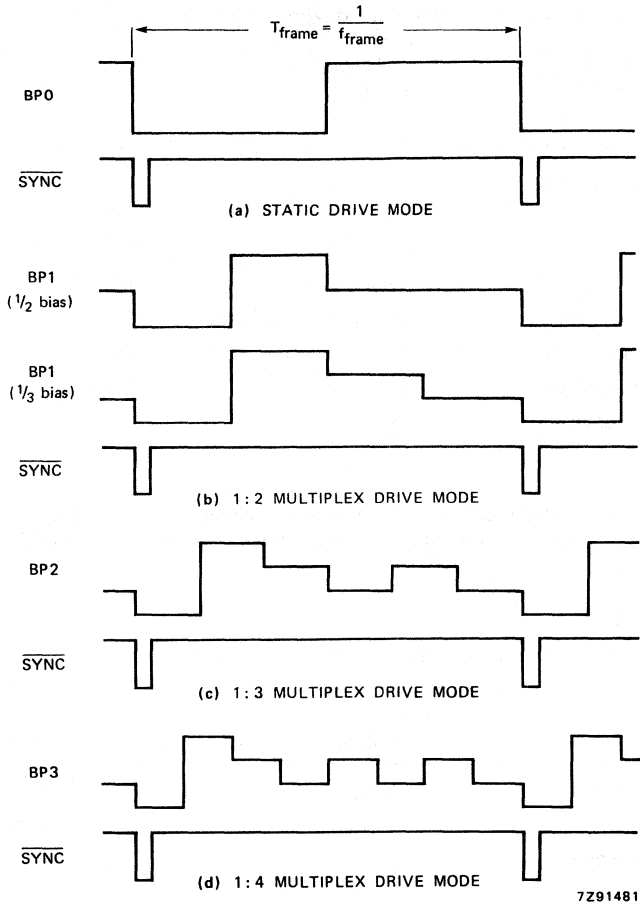 T_frame = 1 / f_frame
BP0
SYNC
(a) STATIC DRIVE MODE
BP1
(1/2 bias)
BP1
(1/3 bias)
SYNC
(b) 1:2 MULTIPLEX DRIVE MODE
BP2
SYNC
(c) 1:3 MULTIPLEX DRIVE MODE
BP3
SYNC
(d) 1:4 MULTIPLEX DRIVE MODE
7Z91481